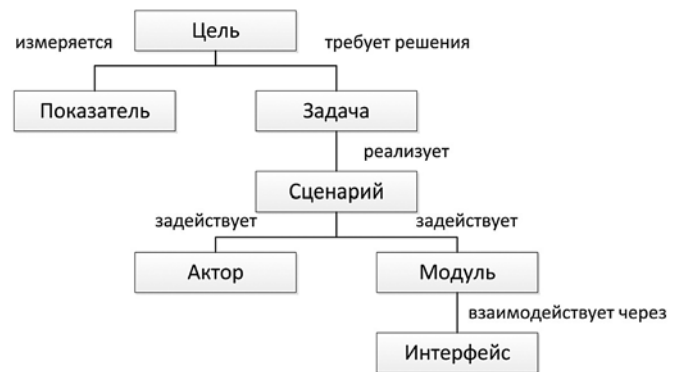 Цель
измеряется
требует решения
Показатель
Задача
реализует
Сценарий
задействует
задействует
Актор
Модуль
взаимодействует через
Интерфейс